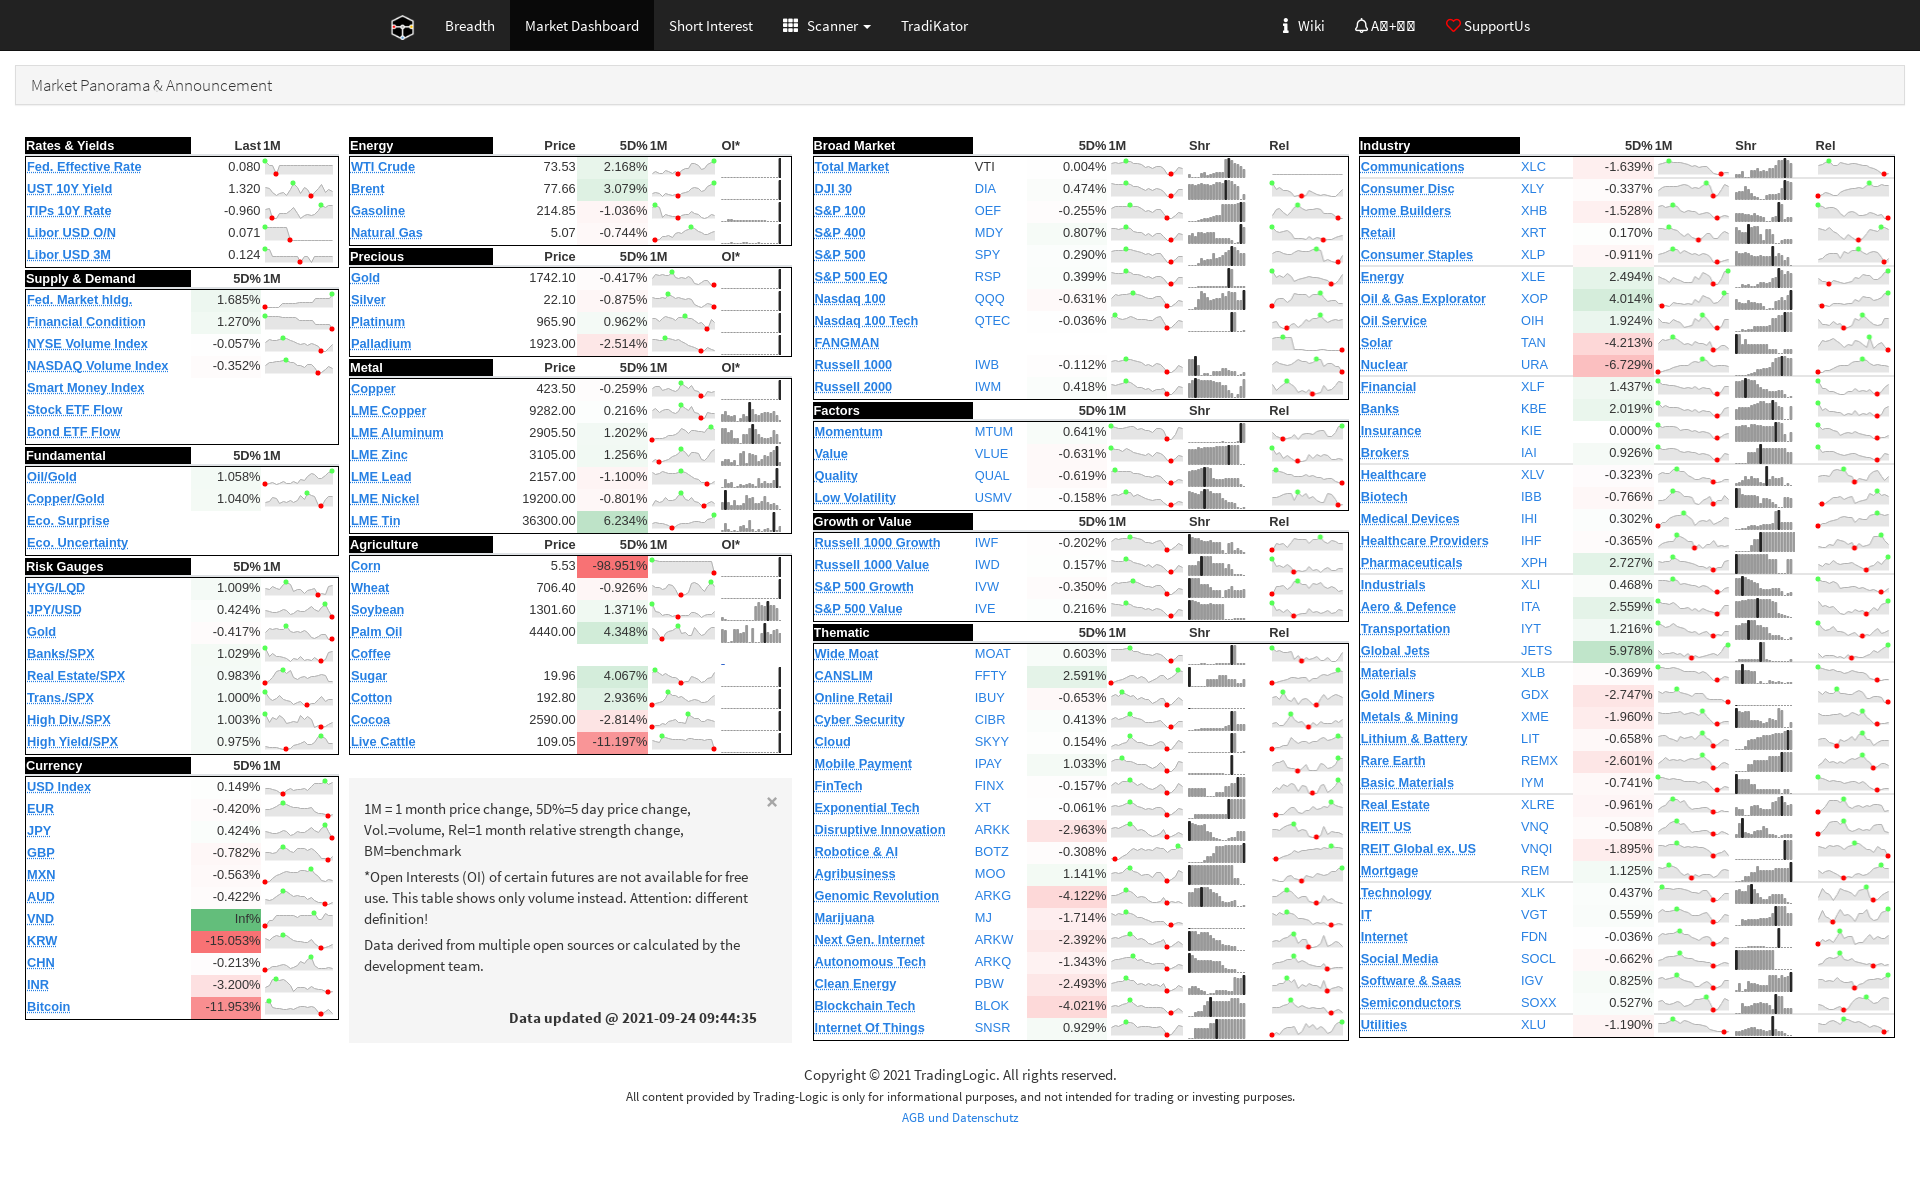 Breadth Market Dashboard Short Interest Scanner TradiKator Wiki SupportUs
Market Panorama & Announcement
Rates & Yields Last 1M
Fed. Effective Rate 0.080
UST 10Y Yield 1.320
TIPs 10Y Rate -0.960
Libor USD O/N 0.071
Libor USD 3M 0.124
Supply & Demand 5D% 1M
Fed. Market hldg. 1.685%
Financial Condition 1.270%
NYSE Volume Index -0.057%
NASDAQ Volume Index -0.352%
Smart Money Index
Stock ETF Flow
Bond ETF Flow
Fundamental 5D% 1M
Oil/Gold 1.058%
Copper/Gold 1.040%
Eco. Surprise
Eco. Uncertainty
Risk Gauges 5D% 1M
HYG/LQD 1.009%
JPY/USD 0.424%
Gold -0.417%
Banks/SPX 1.029%
Real Estate/SPX 0.983%
Trans./SPX 1.000%
High Div./SPX 1.003%
High Yield/SPX 0.975%
Currency 5D% 1M
USD Index 0.149%
EUR -0.420%
JPY 0.424%
GBP -0.782%
MXN -0.563%
AUD -0.422%
VND Inf%
KRW -15.053%
CHN -0.213%
INR -3.200%
Bitcoin -11.953%
Energy Price 5D% 1M OI*
WTI Crude 73.53 2.168%
Brent 77.66 3.079%
Gasoline 214.85 -1.036%
Natural Gas 5.07 -0.744%
Precious Price 5D% 1M OI*
Gold 1742.10 -0.417%
Silver 22.10 -0.875%
Platinum 965.90 0.962%
Palladium 1923.00 -2.514%
Metal Price 5D% 1M OI*
Copper 423.50 -0.259%
LME Copper 9282.00 0.216%
LME Aluminum 2905.50 1.202%
LME Zinc 3105.00 1.256%
LME Lead 2157.00 -1.100%
LME Nickel 19200.00 -0.801%
LME Tin 36300.00 6.234%
Agriculture Price 5D% 1M OI*
Corn 5.53 -98.951%
Wheat 706.40 -0.926%
Soybean 1301.60 1.371%
Palm Oil 4440.00 4.348%
Coffee
Sugar 19.96 4.067%
Cotton 192.80 2.936%
Cocoa 2590.00 -2.814%
Live Cattle 109.05 -11.197%
×
1M = 1 month price change, 5D%=5 day price change,
Vol.=volume, Rel=1 month relative strength change,
BM=benchmark
*Open Interests (OI) of certain futures are not available for free
use. This table shows only volume instead. Attention: different
definition!
Data derived from multiple open sources or calculated by the
development team.
Data updated @ 2021-09-24 09:44:35
Broad Market 5D% 1M Shr Rel
Total Market VTI 0.004%
DJI 30 DIA 0.474%
S&P 100 OEF -0.255%
S&P 400 MDY 0.807%
S&P 500 SPY 0.290%
S&P 500 EQ RSP 0.399%
Nasdaq 100 QQQ -0.631%
Nasdaq 100 Tech QTEC -0.036%
FANGMAN
Russell 1000 IWB -0.112%
Russell 2000 IWM 0.418%
Factors 5D% 1M Shr Rel
Momentum MTUM 0.641%
Value VLUE -0.631%
Quality QUAL -0.619%
Low Volatility USMV -0.158%
Growth or Value 5D% 1M Shr Rel
Russell 1000 Growth IWF -0.202%
Russell 1000 Value IWD 0.157%
S&P 500 Growth IVW -0.350%
S&P 500 Value IVE 0.216%
Thematic 5D% 1M Shr Rel
Wide Moat MOAT 0.603%
CANSLIM FFTY 2.591%
Online Retail IBUY -0.653%
Cyber Security CIBR 0.413%
Cloud SKYY 0.154%
Mobile Payment IPAY 1.033%
FinTech FINX -0.157%
Exponential Tech XT -0.061%
Disruptive Innovation ARKK -2.963%
Robotice & AI BOTZ -0.308%
Agribusiness MOO 1.141%
Genomic Revolution ARKG -4.122%
Marijuana MJ -1.714%
Next Gen. Internet ARKW -2.392%
Autonomous Tech ARKQ -1.343%
Clean Energy PBW -2.493%
Blockchain Tech BLOK -4.021%
Internet Of Things SNSR 0.929%
Industry 5D% 1M Shr Rel
Communications XLC -1.639%
Consumer Disc XLY -0.337%
Home Builders XHB -1.528%
Retail XRT 0.170%
Consumer Staples XLP -0.911%
Energy XLE 2.494%
Oil & Gas Explorator XOP 4.014%
Oil Service OIH 1.924%
Solar TAN -4.213%
Nuclear URA -6.729%
Financial XLF 1.437%
Banks KBE 2.019%
Insurance KIE 0.000%
Brokers IAI 0.926%
Healthcare XLV -0.323%
Biotech IBB -0.766%
Medical Devices IHI 0.302%
Healthcare Providers IHF -0.365%
Pharmaceuticals XPH 2.727%
Industrials XLI 0.468%
Aero & Defence ITA 2.559%
Transportation IYT 1.216%
Global Jets JETS 5.978%
Materials XLB -0.369%
Gold Miners GDX -2.747%
Metals & Mining XME -1.960%
Lithium & Battery LIT -0.658%
Rare Earth REMX -2.601%
Basic Materials IYM -0.741%
Real Estate XLRE -0.961%
REIT US VNQ -0.508%
REIT Global ex. US VNQI -1.895%
Mortgage REM 1.125%
Technology XLK 0.437%
IT VGT 0.559%
Internet FDN -0.036%
Social Media SOCL -0.662%
Software & Saas IGV 0.825%
Semiconductors SOXX 0.527%
Utilities XLU -1.190%
Copyright © 2021 TradingLogic. All rights reserved.
All content provided by Trading-Logic is only for informational purposes, and not intended for trading or investing purposes.
AGB und Datenschutz